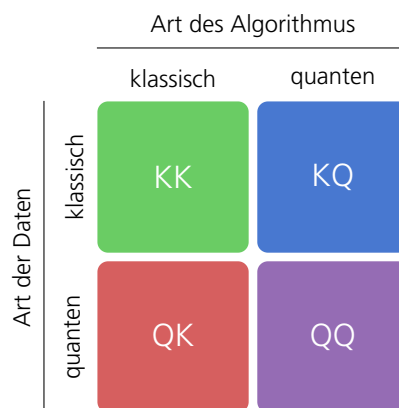 Art des Algorithmus
klassisch quanten
Art der Daten
klassisch
KK KQ
quanten
QK QQ